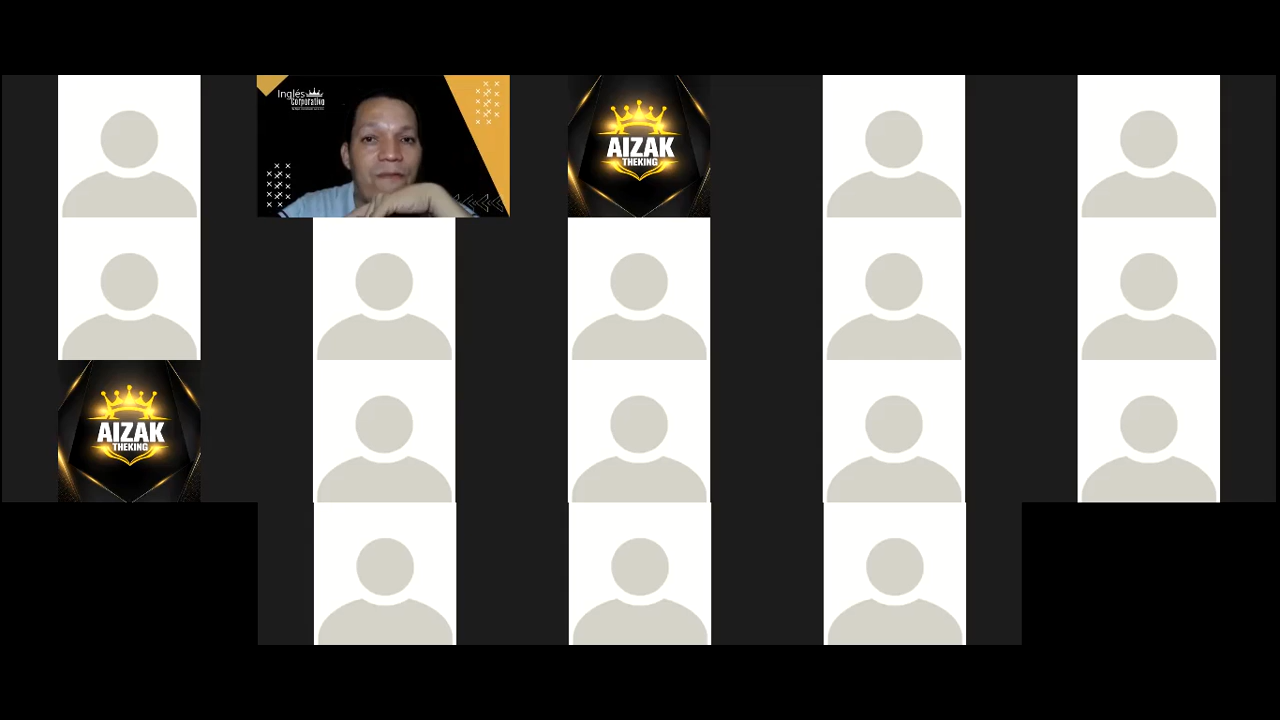 Inglés
Corporativo
AIZAK
THEKING
AIZAK
THEKING